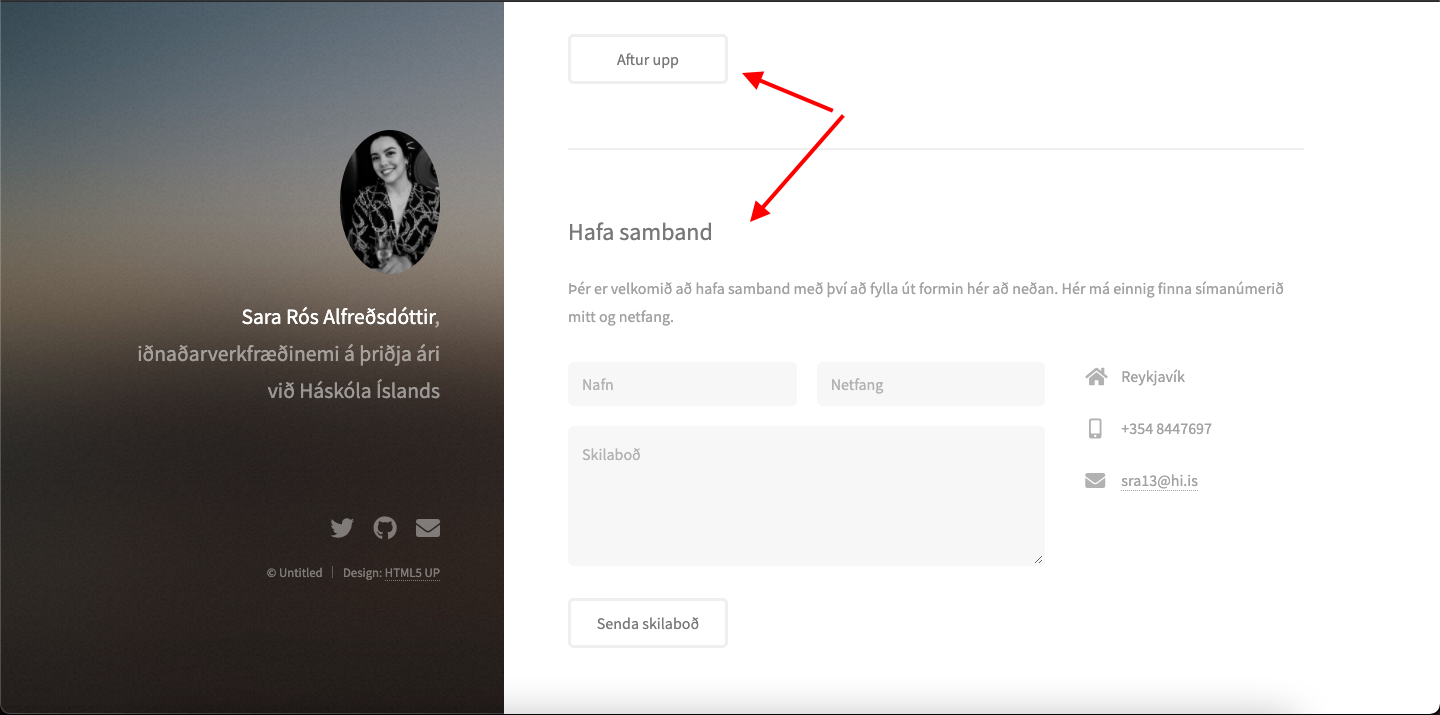 Aftur upp
Sara Rós Alfreðsdóttir,
iðnaðarverkfræðinemi á þriðja ári
við Háskóla Íslands
© Untitled
Design: HTML5 UP
Hafa samband
Þér er velkomið að hafa samband með því að fylla út formin hér að neðan. Hér má einnig finna símanúmerið
mitt og netfang.
Nafn
Netfang
Skilaboð
Reykjavík
+354 8447697
sra13@hi.is
Senda skilaboð